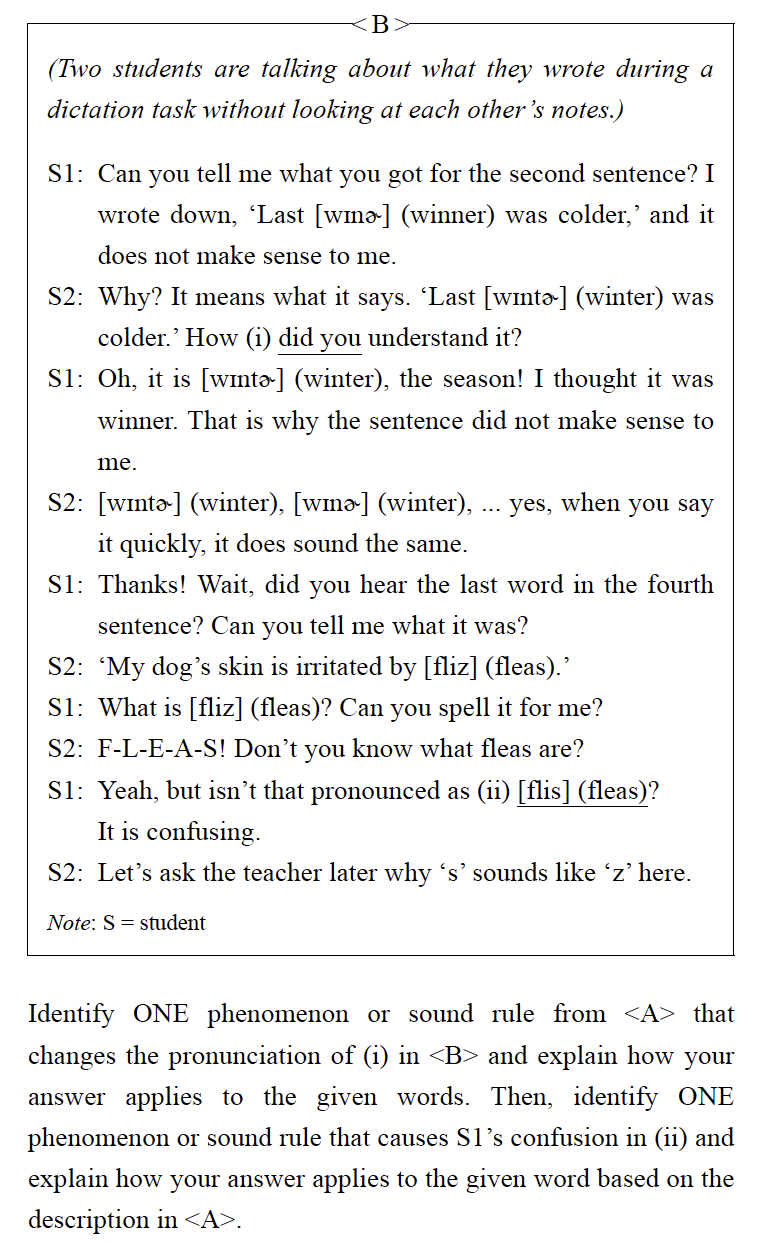 <B>
(Two students are talking about what they wrote during a
dictation task without looking at each other's notes.)
S1: Can you tell me what you got for the second sentence? I
wrote down, ‘Last [wɪnɚ] (winner) was colder,’ and it
does not make sense to me.
S2: Why? It means what it says. ‘Last [wɪntɚ] (winter) was
colder.’ How (i) did you understand it?
S1: Oh, it is [wɪntɚ] (winter), the season! I thought it was
winner. That is why the sentence did not make sense to
me.
S2: [wɪntɚ] (winter), [wɪnɚ] (winter), ... yes, when you say
it quickly, it does sound the same.
S1: Thanks! Wait, did you hear the last word in the fourth
sentence? Can you tell me what it was?
S2: ‘My dog’s skin is irritated by [fliz] (fleas).’
S1: What is [fliz] (fleas)? Can you spell it for me?
S2: F-L-E-A-S! Don’t you know what fleas are?
S1: Yeah, but isn’t that pronounced as (ii) [flis] (fleas)?
It is confusing.
S2: Let’s ask the teacher later why ‘s’ sounds like ‘z’ here.
Note: S = student
Identify ONE phenomenon or sound rule from <A> that
changes the pronunciation of (i) in <B> and explain how your
answer applies to the given words. Then, identify ONE
phenomenon or sound rule that causes S1’s confusion in (ii) and
explain how your answer applies to the given word based on the
description in <A>.